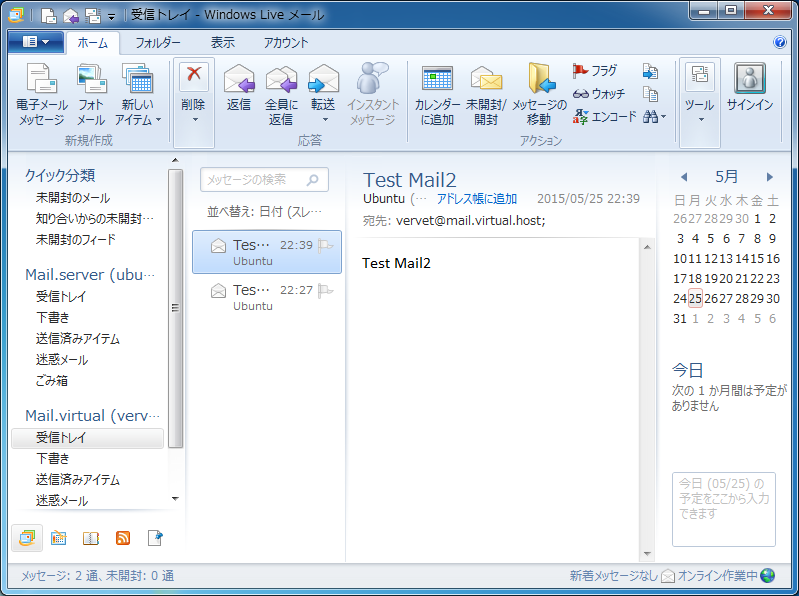 受信トレイ - Windows Live メール
ホーム フォルダー 表示 アカウント
電子メール メッセージ
フォト メール
新しい アイテム
新規作成
削除
返信
全員に 返信
転送
インスタント メッセージ
応答
カレンダー に追加
未開封/ 開封
メッセージの 移動
フラグ
ウォッチ
エンコード
アクション
ツール
サインイン
クイック分類
未開封のメール
知り合いからの未開封…
未開封のフィード
Mail.server (ubu…
受信トレイ
下書き
送信済みアイテム
迷惑メール
ごみ箱
Mail.virtual (verv…
受信トレイ
下書き
送信済みアイテム
迷惑メール
メッセージの検索
並べ替え: 日付 (スレ…
Tes… 22:39
Ubuntu
Tes… 22:27
Ubuntu
Test Mail2
Ubuntu (… アドレス帳に追加 2015/05/25 22:39
宛先: vervet@mail.virtual.host;
Test Mail2
5月
日 月 火 水 木 金 土
26 27 28 29 30 1 2
3 4 5 6 7 8 9
10 11 12 13 14 15 16
17 18 19 20 21 22 23
24 25 26 27 28 29 30
31 1 2 3 4 5 6
今日
次の 1 か月間は予定が
ありません
今日 (05/25) の
予定をここから入力
できます
メッセージ: 2 通、未開封: 0 通
新着メッセージなし オンライン作業中